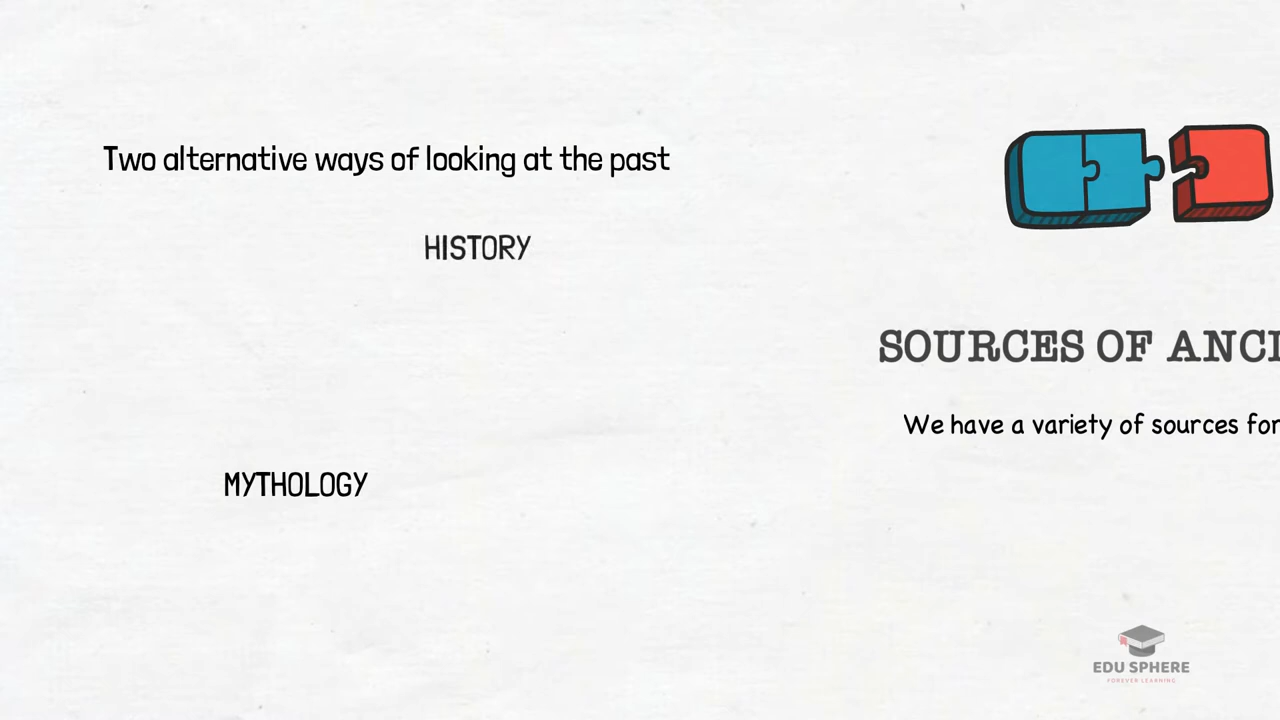 Two alternative ways of looking at the past
HISTORY
MYTHOLOGY
SOURCES OF ANCI
We have a variety of sources for
EDU SPHERE
FOREVER LEARNING